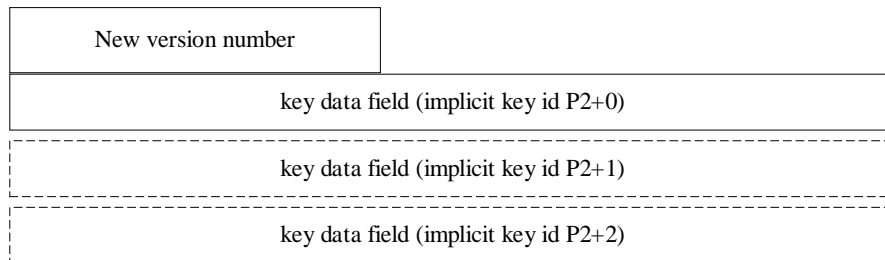 New version number
key data field (implicit key id P2+0)
key data field (implicit key id P2+1)
key data field (implicit key id P2+2)